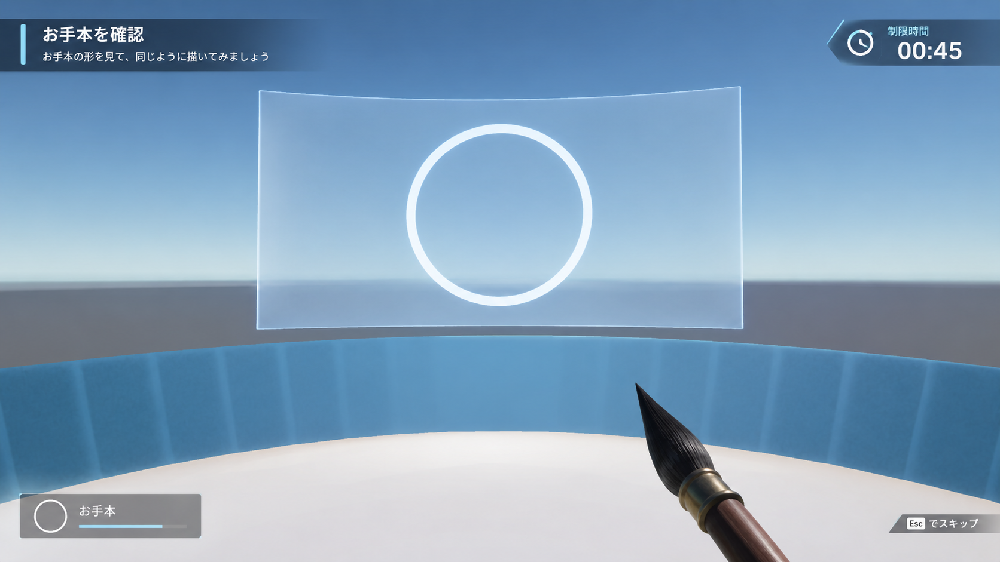 お手本を確認
お手本の形を見て、同じように描いてみましょう
制限時間
00:45
お手本
Esc でスキップ